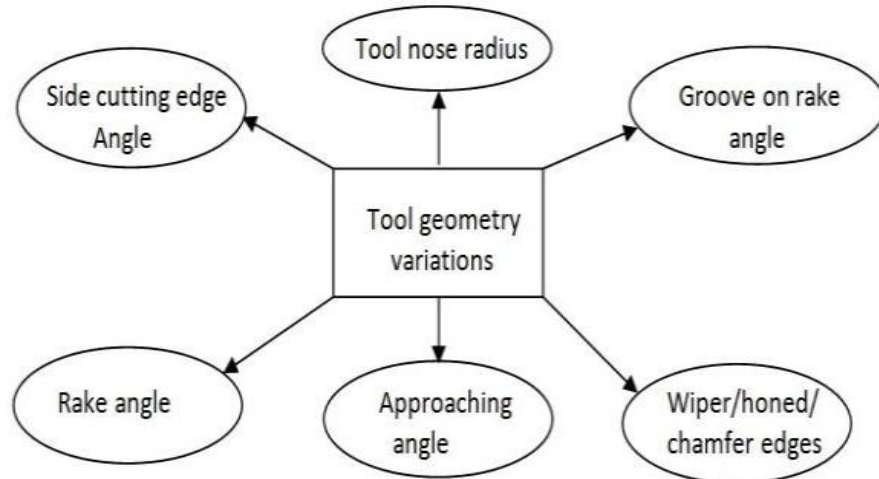 Tool nose radius
Side cutting edge
Angle
Groove on rake
angle
Tool geometry
variations
Rake angle
Approaching
angle
Wiper/honed/
chamfer edges